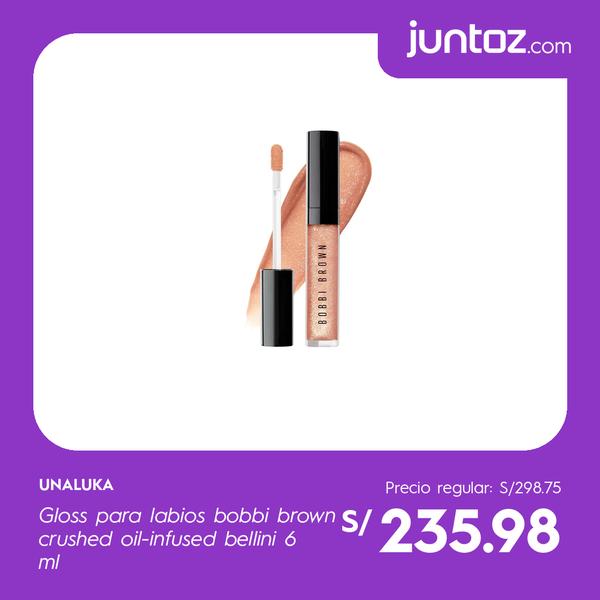 juntoz.com
BOBBI BROWN
UNALUKA
Gloss para labios bobbi brown
crushed oil-infused bellini 6
ml
Precio regular: S/298.75
S/ 235.98